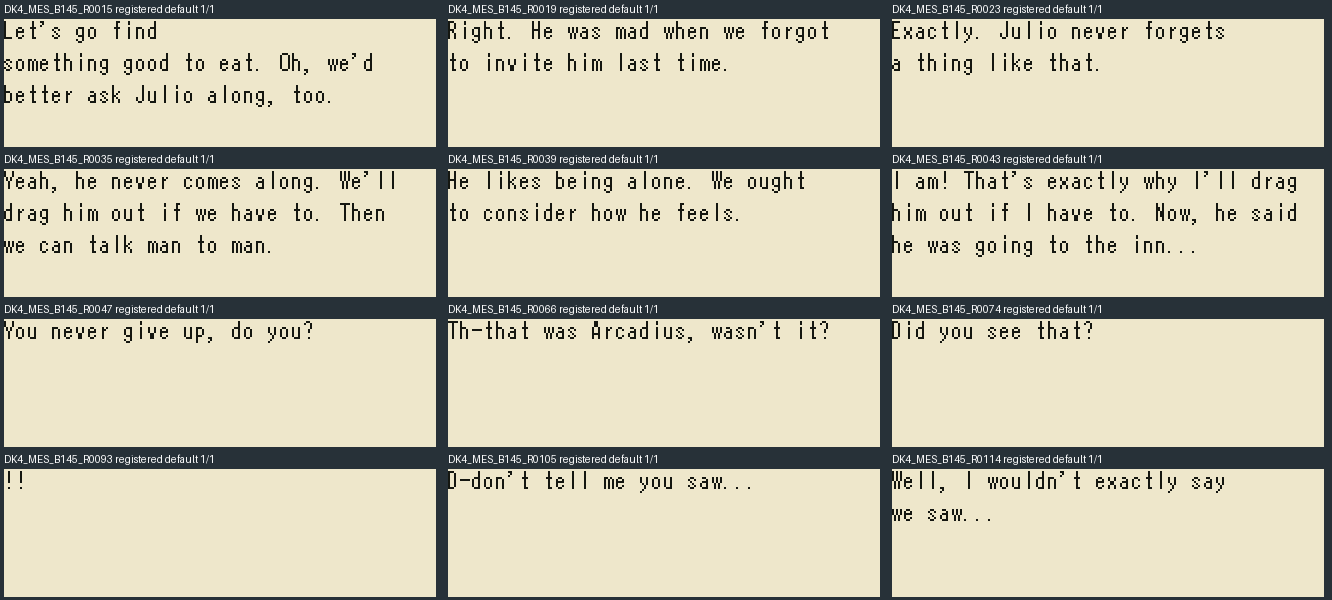 DK4_MES_B145_R0015 registered default 1/1
Let's go find
something good to eat. Oh, we'd
better ask Julio along, too.
DK4_MES_B145_R0019 registered default 1/1
Right. He was mad when we forgot
to invite him last time.
DK4_MES_B145_R0023 registered default 1/1
Exactly. Julio never forgets
a thing like that.
DK4_MES_B145_R0035 registered default 1/1
Yeah, he never comes along. We'll
drag him out if we have to. Then
we can talk man to man.
DK4_MES_B145_R0039 registered default 1/1
He likes being alone. We ought
to consider how he feels.
DK4_MES_B145_R0043 registered default 1/1
I am! That's exactly why I'll drag
him out if I have to. Now, he said
he was going to the inn...
DK4_MES_B145_R0047 registered default 1/1
You never give up, do you?
DK4_MES_B145_R0066 registered default 1/1
Th-that was Arcadius, wasn't it?
DK4_MES_B145_R0074 registered default 1/1
Did you see that?
DK4_MES_B145_R0093 registered default 1/1
!!
DK4_MES_B145_R0105 registered default 1/1
D-don't tell me you saw...
DK4_MES_B145_R0114 registered default 1/1
Well, I wouldn't exactly say
we saw...